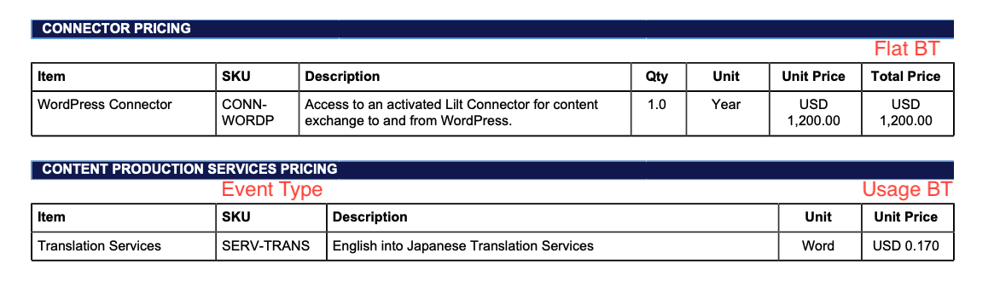 CONNECTOR PRICING
Flat BT
Item SKU Description Qty Unit Unit Price Total Price
WordPress Connector CONN- Access to an activated Lilt Connector for content 1.0 Year USD USD
WORDP exchange to and from WordPress. 1,200.00 1,200.00
CONTENT PRODUCTION SERVICES PRICING
Event Type Usage BT
Item SKU Description Unit Unit Price
Translation Services SERV-TRANS English into Japanese Translation Services Word USD 0.170